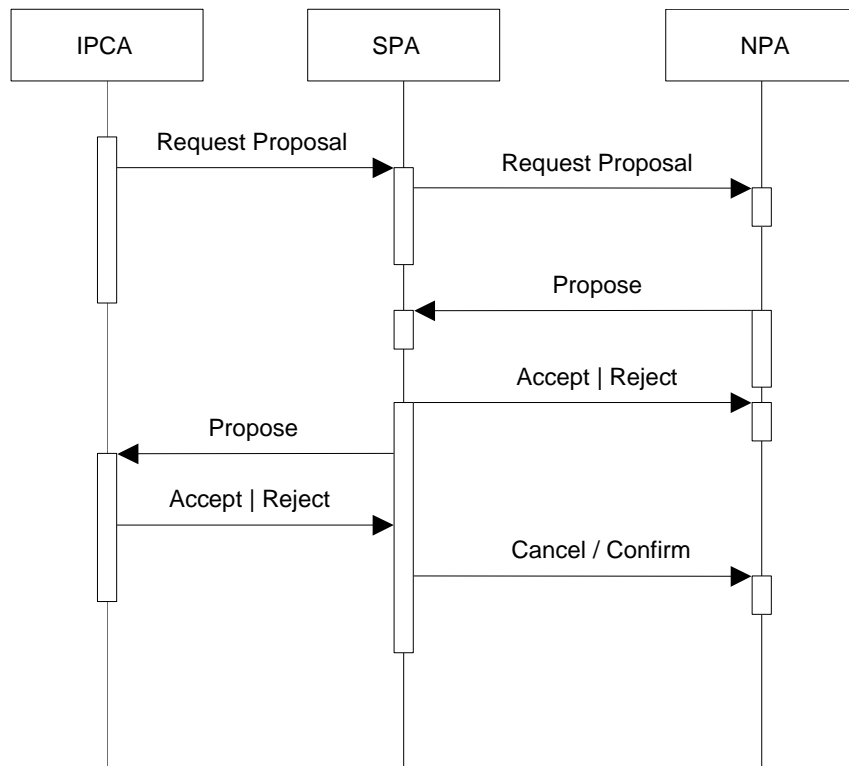 IPCA
SPA
NPA
Request Proposal
Request Proposal
Propose
Accept | Reject
Propose
Accept | Reject
Cancel / Confirm